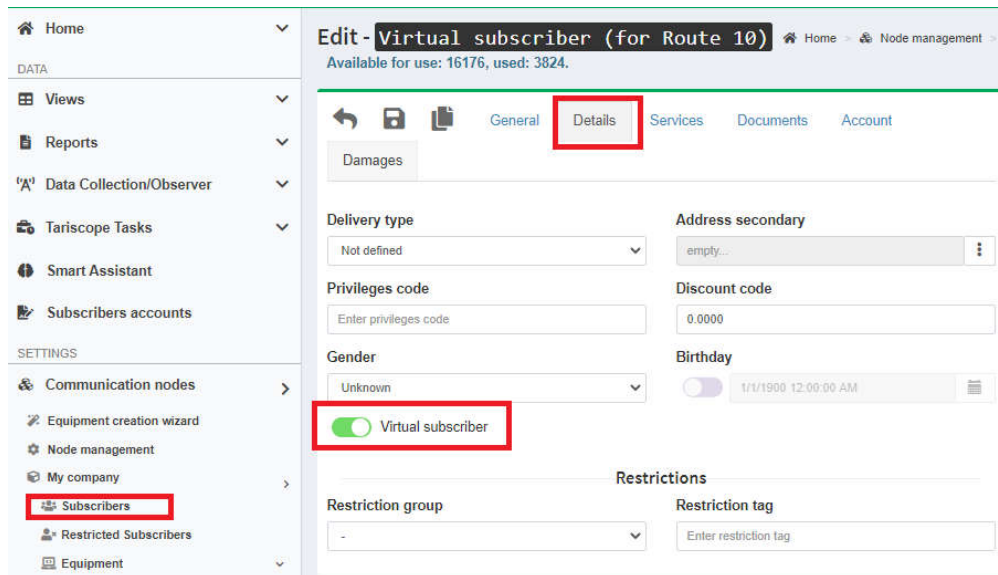 Home
DATA
Views
Reports
Data Collection/Observer
Tariscope Tasks
Smart Assistant
Subscribers accounts
SETTINGS
Communication nodes
Equipment creation wizard
Node management
My company
Subscribers
Restricted Subscribers
Equipment
Edit - Virtual subscriber (for Route 10) Home > Node management >
Available for use: 16176, used: 3824.
General Details Services Documents Account
Damages
Delivery type Address secondary
Not defined empty...
Privileges code Discount code
Enter privileges code 0.0000
Gender Birthday
Unknown 1/1/1900 12:00:00 AM
Virtual subscriber
Restrictions
Restriction group Restriction tag
- Enter restriction tag